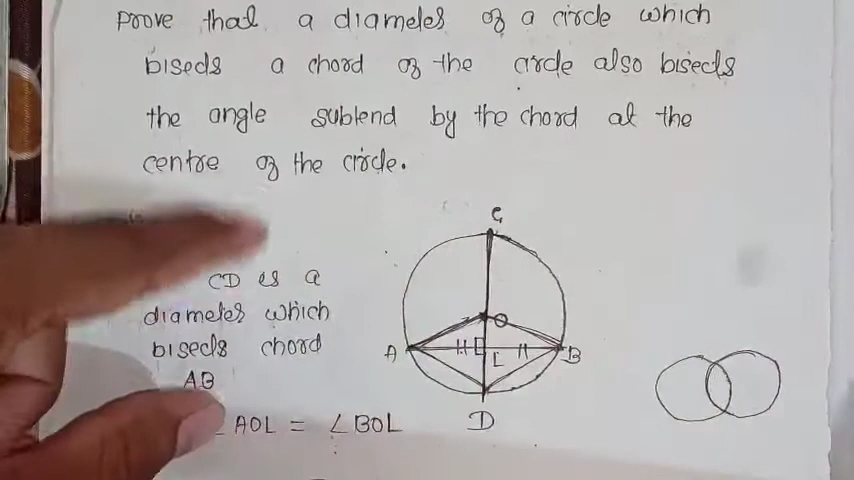 prove that a diameter of a circle which
bisects a chord of the circle also bisects
the angle subtend by the chord at the
centre of the circle.
C
CD is a
diameter which
O
bisects chord
A
L
B
AB
∠AOL = ∠BOL
D